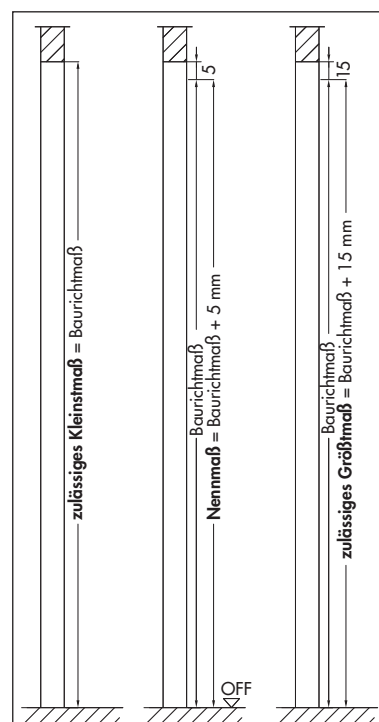 zulässiges Kleinstmaß = Baurichtmaß
5
Baurichtmaß
Nennmaß = Baurichtmaß + 5 mm
15
Baurichtmaß
zulässiges Größtmaß = Baurichtmaß + 15 mm
OFF